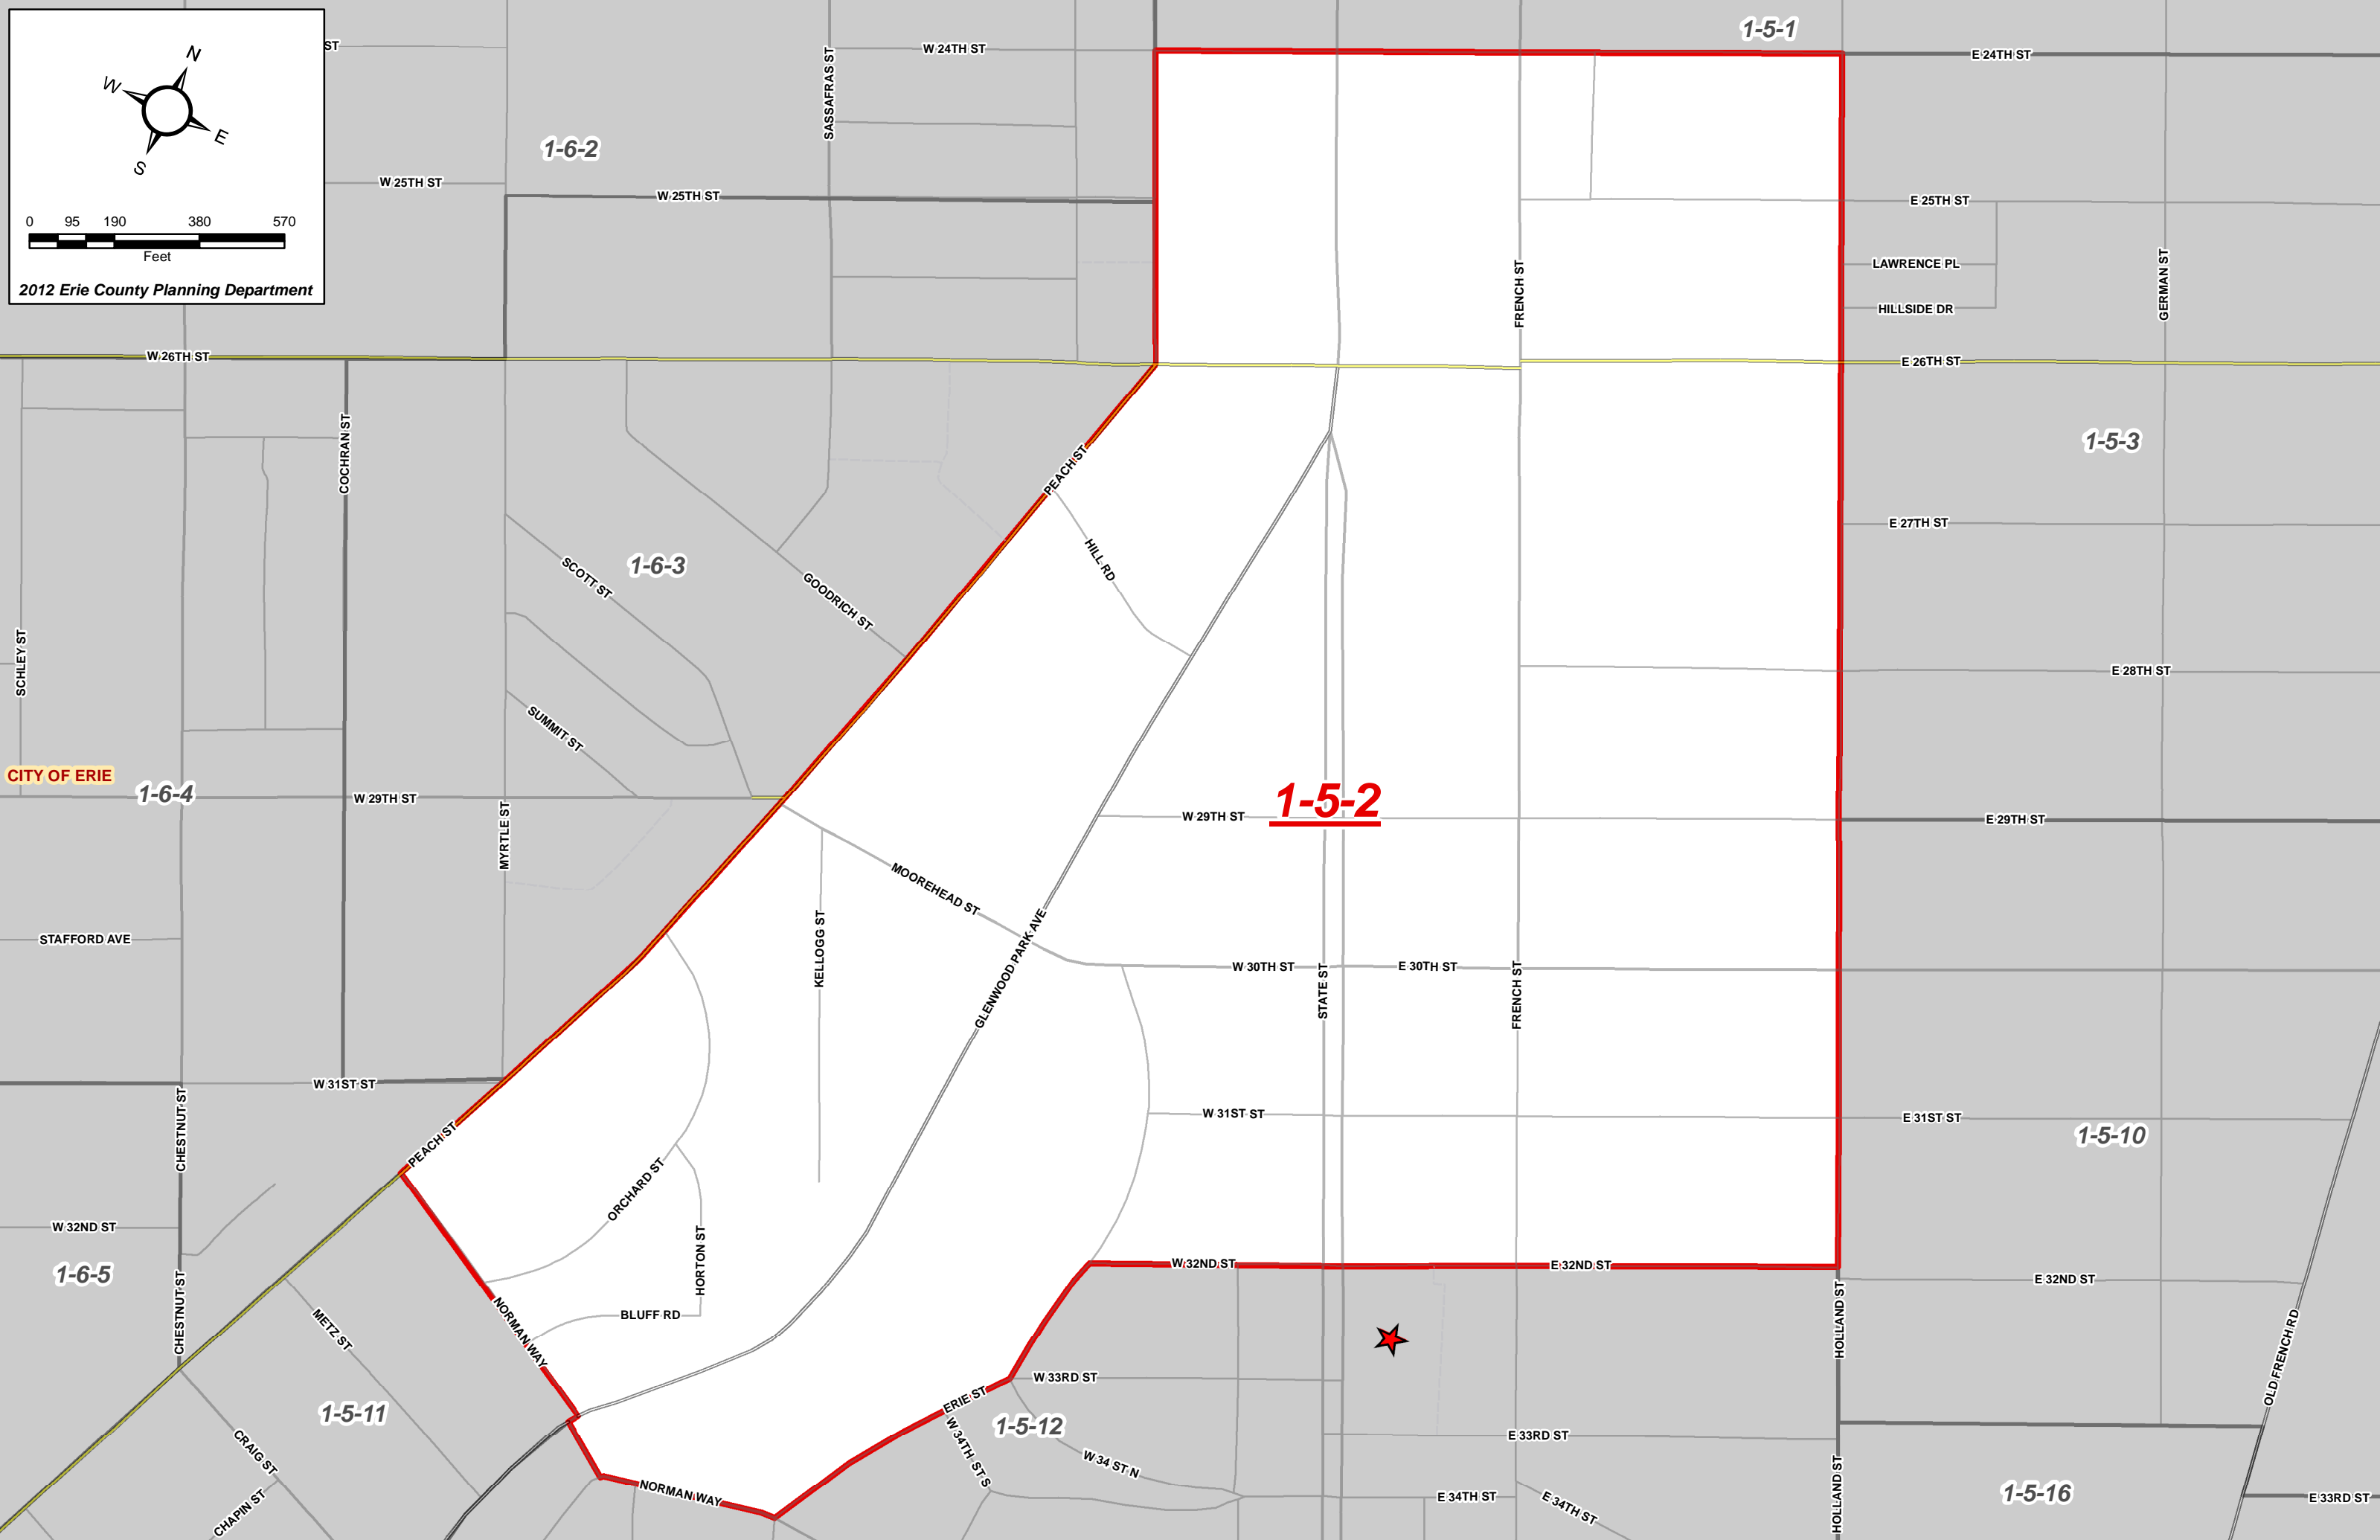 N
W
E
S
0 95 190 380 570
Feet
2012 Erie County Planning Department
ST
W 24TH ST
1-5-1
E 24TH ST
SASSAFRAS ST
1-6-2
W 25TH ST
W 25TH ST
E 25TH ST
LAWRENCE PL
HILLSIDE DR
GERMAN ST
FRENCH ST
W 26TH ST
E 26TH ST
COCHRAN ST
PEACH ST
1-5-3
E 27TH ST
HILL RD
SCOTT ST
1-6-3
GOODRICH ST
SCHLEY ST
E 28TH ST
SUMMIT ST
CITY OF ERIE
1-6-4
W 29TH ST
MYRTLE ST
1-5-2
W 29TH ST
E 29TH ST
MOOREHEAD ST
KELLOGG ST
STAFFORD AVE
GLENWOOD PARK AVE
W 30TH ST
E 30TH ST
STATE ST
FRENCH ST
W 31ST ST
CHESTNUT ST
PEACH ST
W 31ST ST
E 31ST ST
1-5-10
ORCHARD ST
HORTON ST
W 32ND ST
1-6-5
W 32ND ST
E 32ND ST
E 32ND ST
CHESTNUT ST
METZ ST
NORMAN WAY
BLUFF RD
HOLLAND ST
OLD FRENCH RD
W 33RD ST
ERIE ST
1-5-11
1-5-12
W 34TH ST S
W 34 ST N
E 33RD ST
CRAIG ST
CHAPIN ST
NORMAN WAY
E 34TH ST
E 34TH ST
HOLLAND ST
1-5-16
E 33RD ST